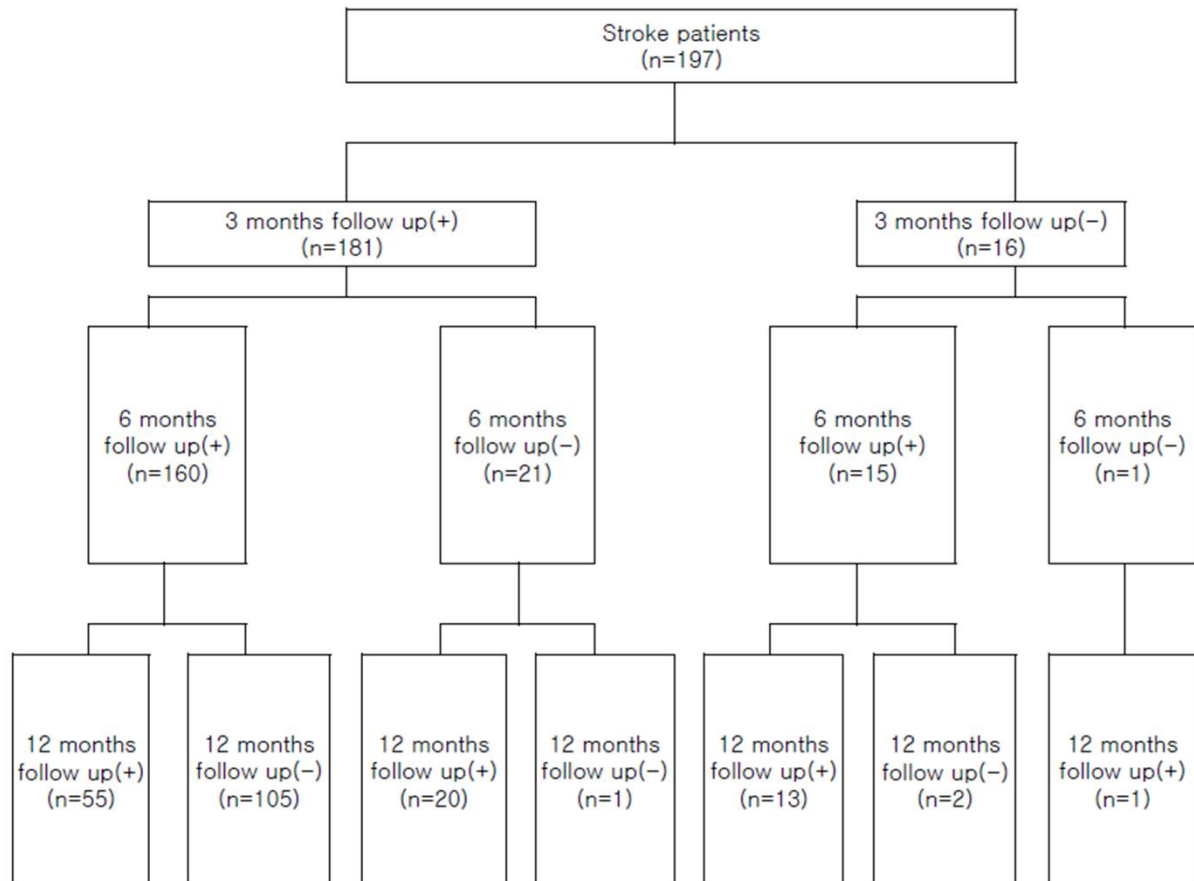 Stroke patients
(n=197)
3 months follow up(+)
(n=181)
3 months follow up(-)
(n=16)
6 months
follow up(+)
(n=160)
6 months
follow up(-)
(n=21)
6 months
follow up(+)
(n=15)
6 months
follow up(-)
(n=1)
12 months
follow up(+)
(n=55)
12 months
follow up(-)
(n=105)
12 months
follow up(+)
(n=20)
12 months
follow up(-)
(n=1)
12 months
follow up(+)
(n=13)
12 months
follow up(-)
(n=2)
12 months
follow up(+)
(n=1)